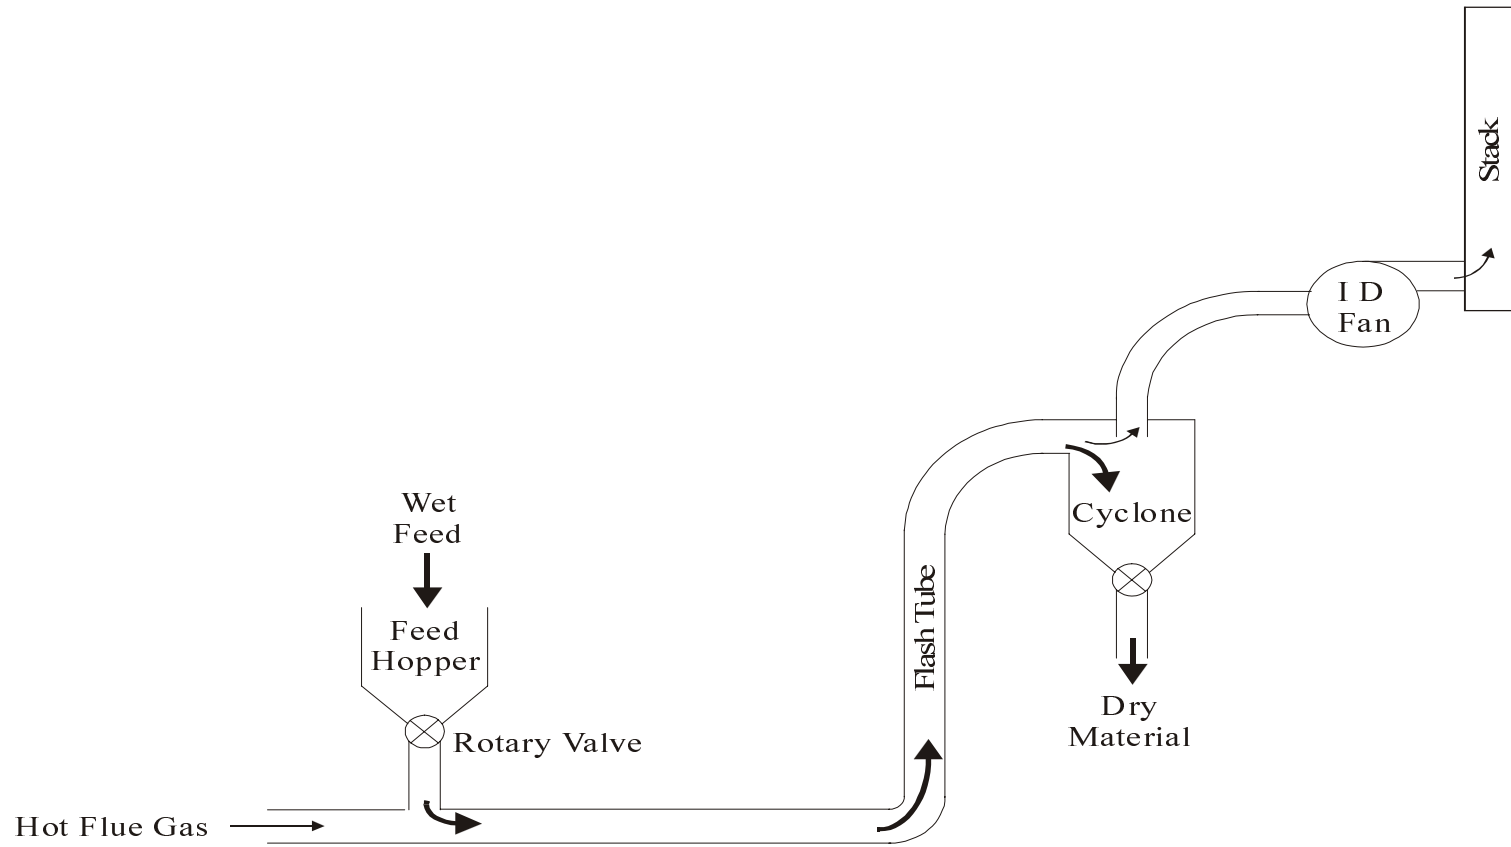 Stack
I D
Fan
Wet
Feed
Cyclone
Feed
Hopper
Flash Tube
Dry
Material
Rotary Valve
Hot Flue Gas